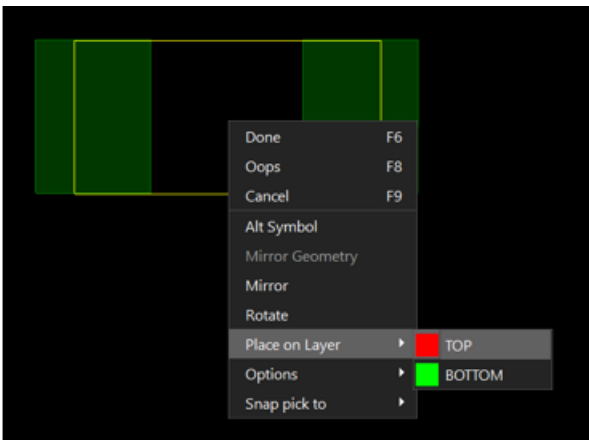 Done F6
Oops F8
Cancel F9
Alt Symbol
Mirror Geometry
Mirror
Rotate
Place on Layer TOP
Options BOTTOM
Snap pick to